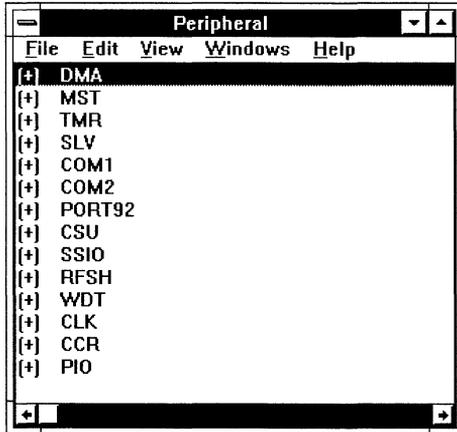 Peripheral
File Edit View Windows Help
[+] DMA
[+] MST
[+] TMR
[+] SLV
[+] COM1
[+] COM2
[+] PORT92
[+] CSU
[+] SSIO
[+] RFSH
[+] WDT
[+] CLK
[+] CCR
[+] PIO